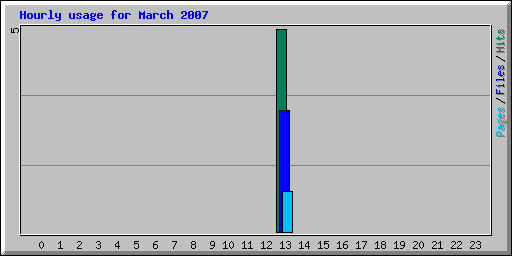 Hourly usage for March 2007
5
Pages/Files/Hits
0 1 2 3 4 5 6 7 8 9 10 11 12 13 14 15 16 17 18 19 20 21 22 23